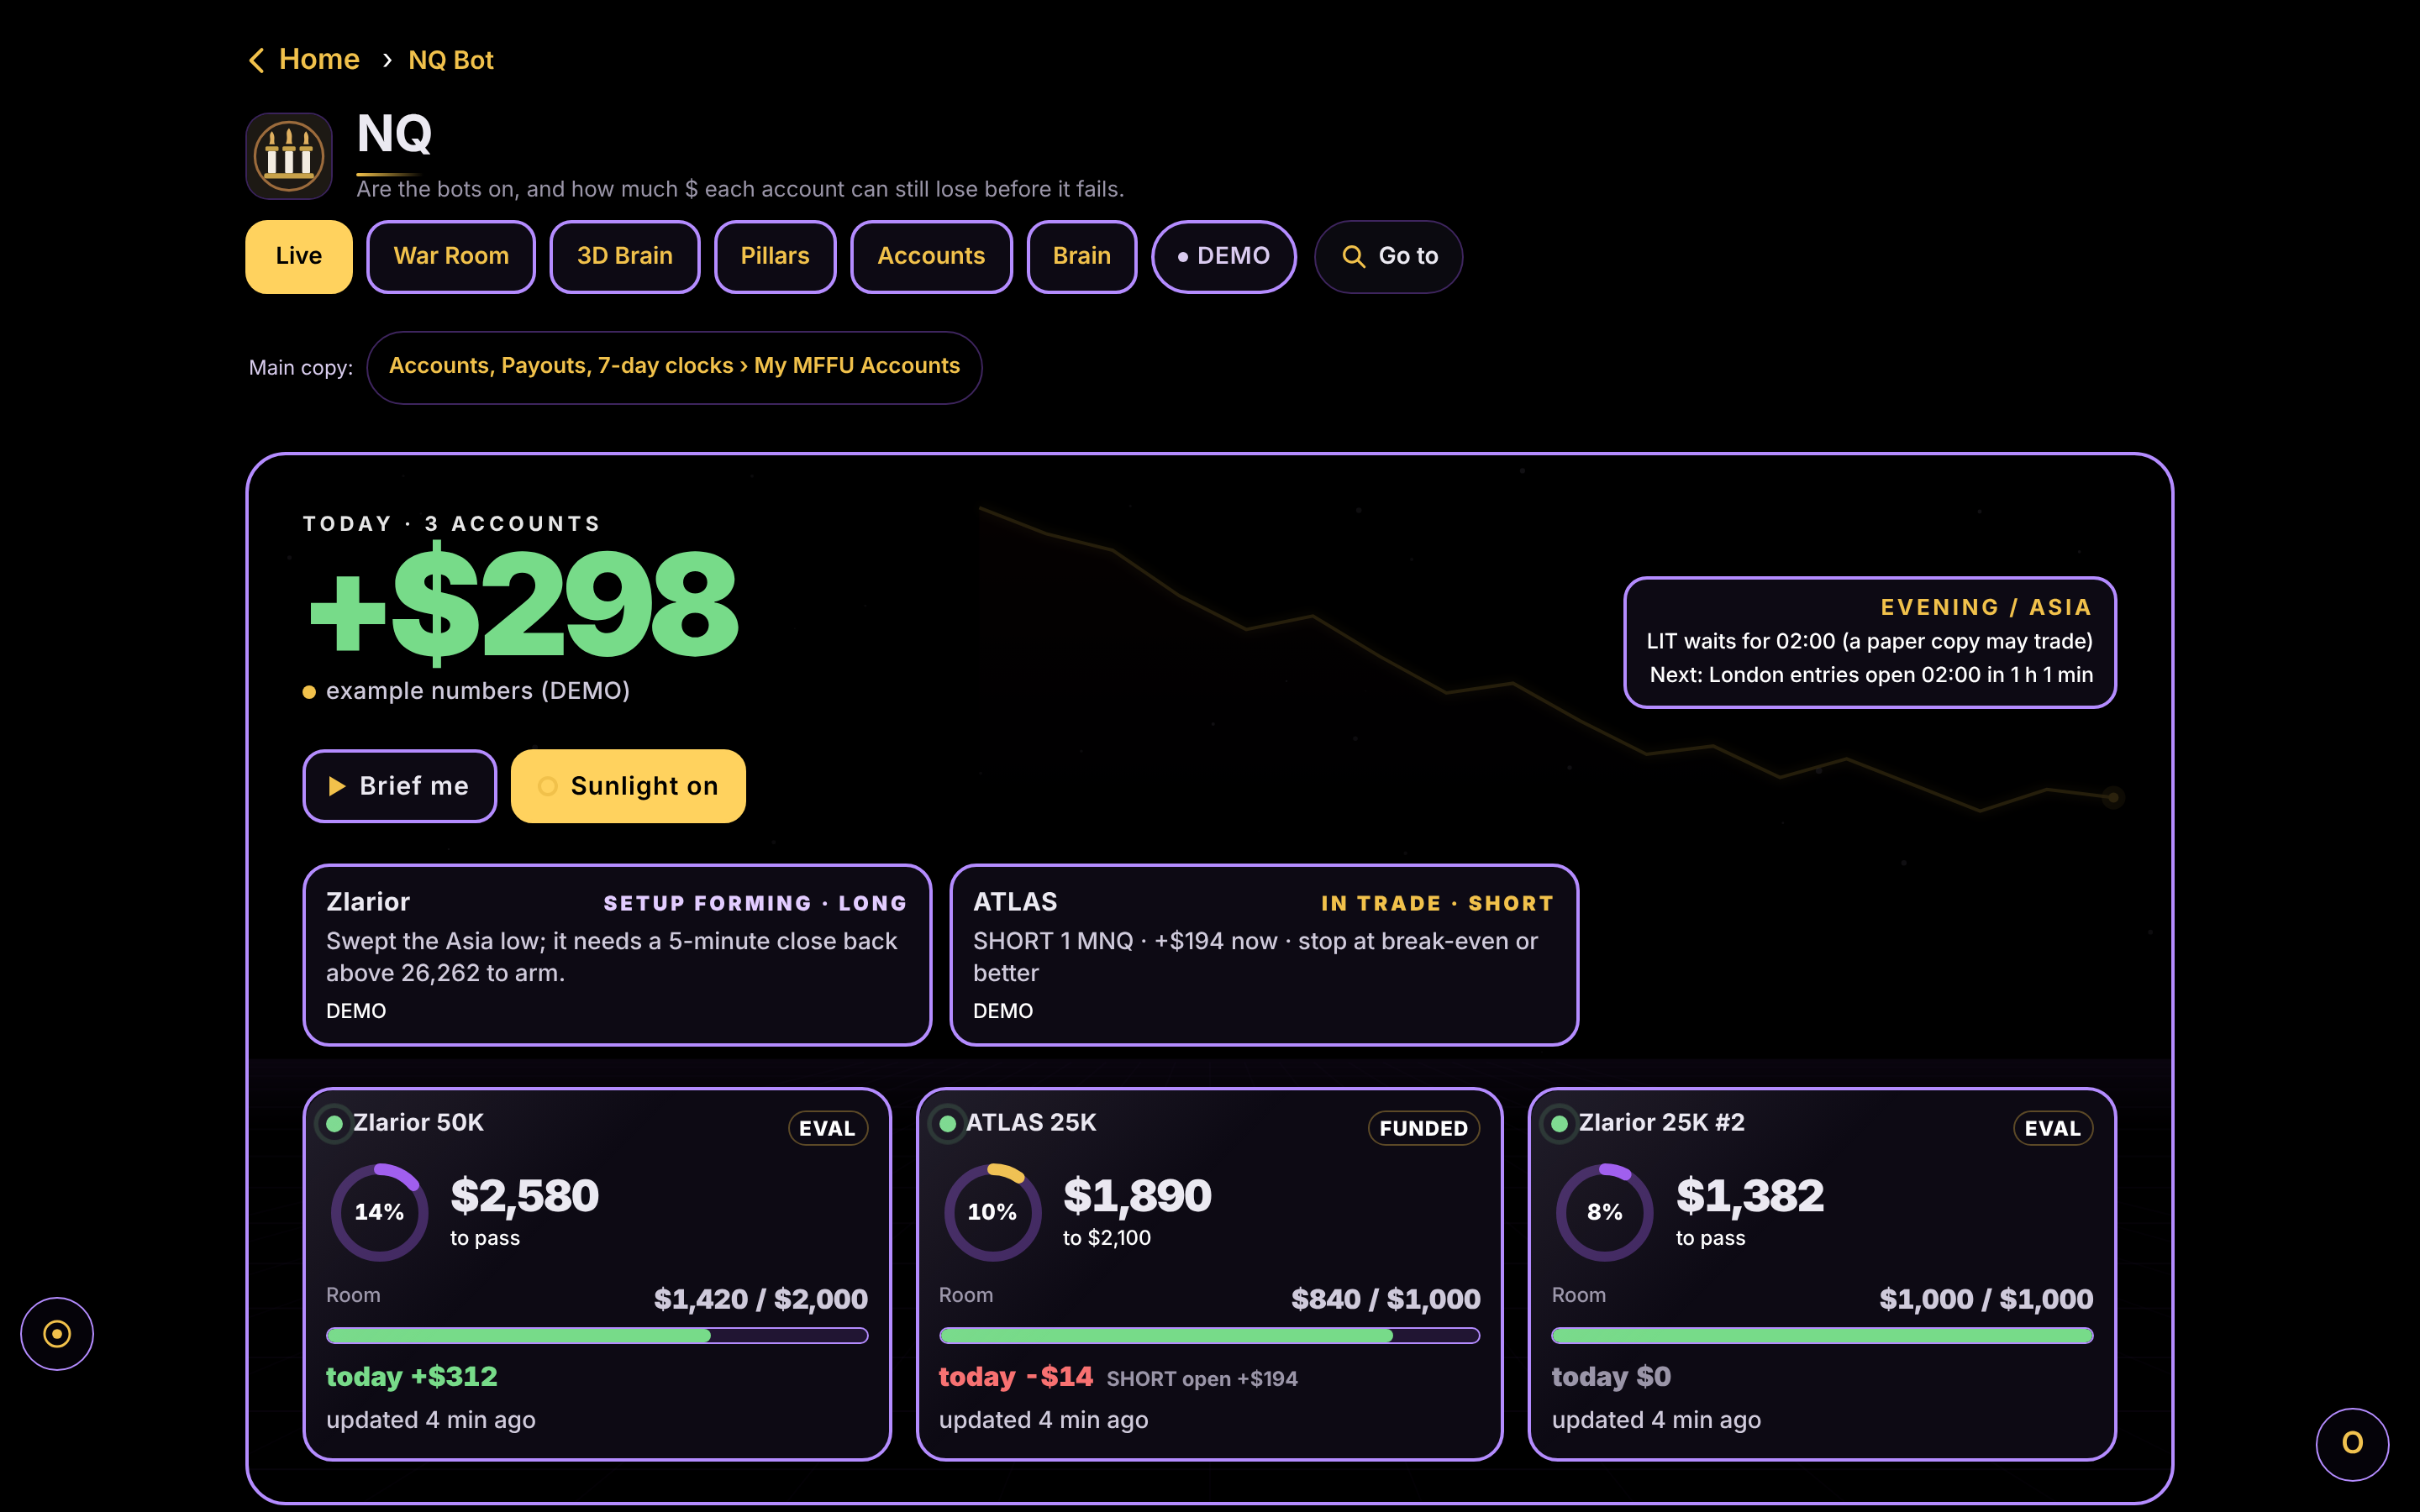 Home › NQ Bot
NQ
Are the bots on, and how much $ each account can still lose before it fails.
Live
War Room
3D Brain
Pillars
Accounts
Brain
• DEMO
Go to
Main copy:
Accounts, Payouts, 7-day clocks › My MFFU Accounts
TODAY · 3 ACCOUNTS
+$298
example numbers (DEMO)
EVENING / ASIA
LIT waits for 02:00 (a paper copy may trade)
Next: London entries open 02:00 in 1 h 1 min
Brief me
Sunlight on
Zlarior
SETUP FORMING · LONG
Swept the Asia low; it needs a 5-minute close back
above 26,262 to arm.
DEMO
ATLAS
IN TRADE · SHORT
SHORT 1 MNQ · +$194 now · stop at break-even or
better
DEMO
Zlarior 50K
EVAL
14%
$2,580
to pass
Room
$1,420 / $2,000
today +$312
updated 4 min ago
ATLAS 25K
FUNDED
10%
$1,890
to $2,100
Room
$840 / $1,000
today -$14 SHORT open +$194
updated 4 min ago
Zlarior 25K #2
EVAL
8%
$1,382
to pass
Room
$1,000 / $1,000
today $0
updated 4 min ago
O